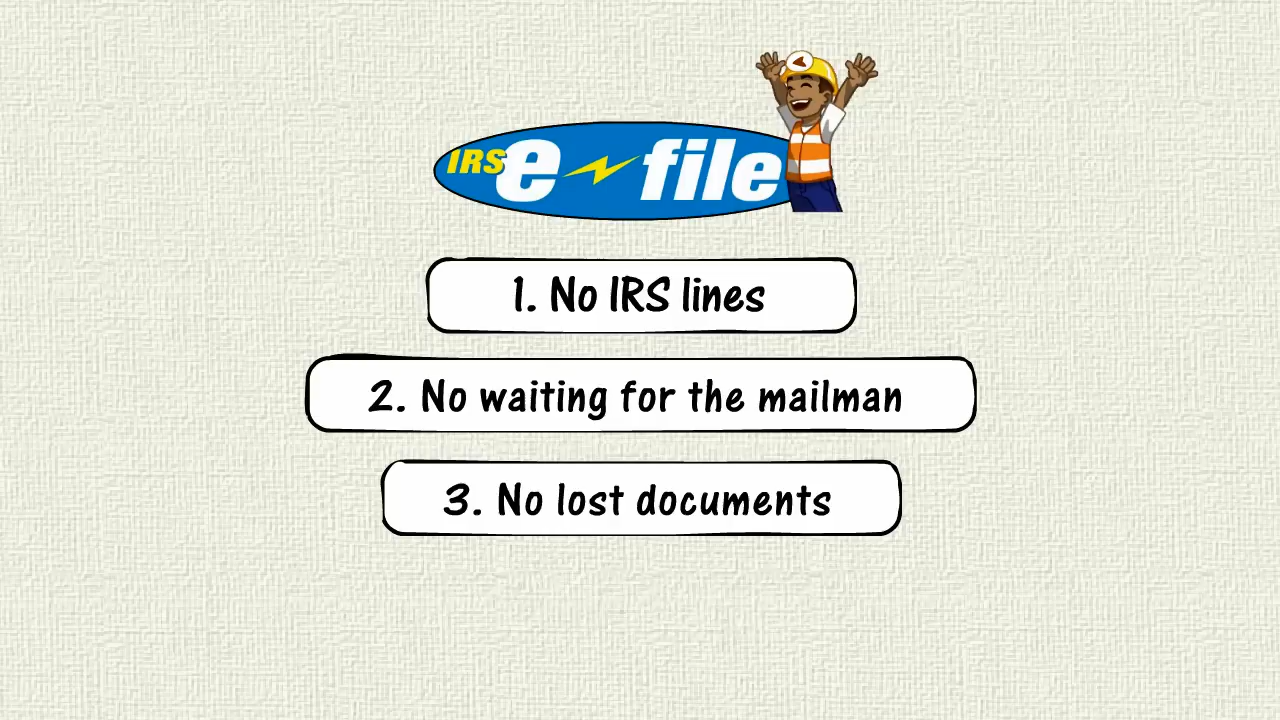 IRS e file
1. No IRS lines
2. No waiting for the mailman
3. No lost documents